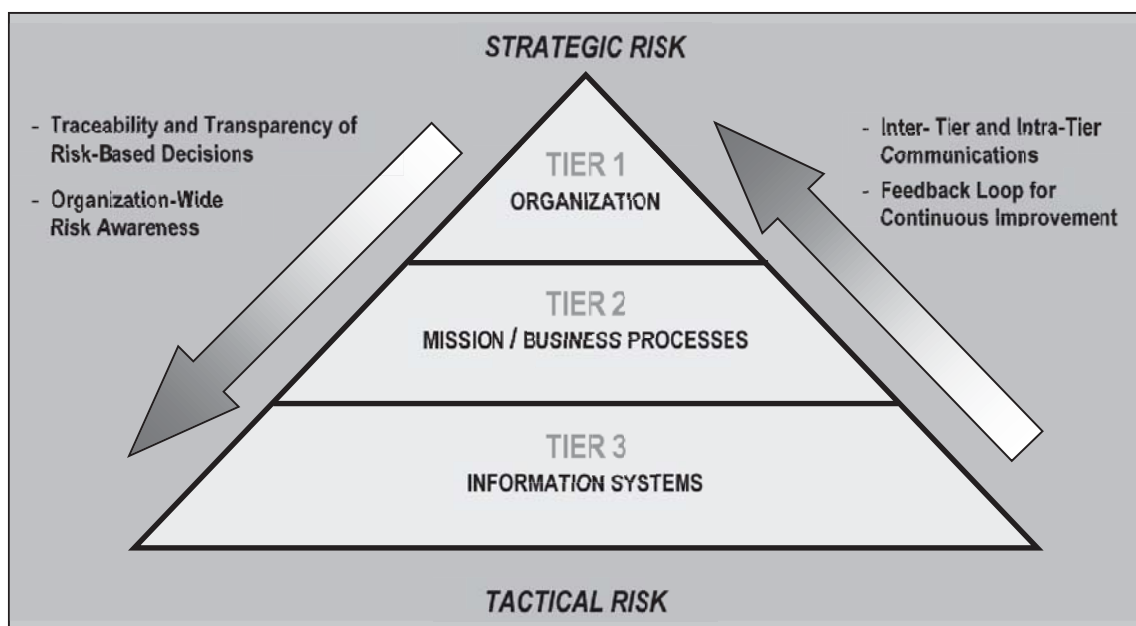 STRATEGIC RISK
- Traceability and Transparency of
Risk-Based Decisions
- Organization-Wide
Risk Awareness
- Inter- Tier and Intra-Tier
Communications
- Feedback Loop for
Continuous Improvement
TIER 1
ORGANIZATION
TIER 2
MISSION / BUSINESS PROCESSES
TIER 3
INFORMATION SYSTEMS
TACTICAL RISK